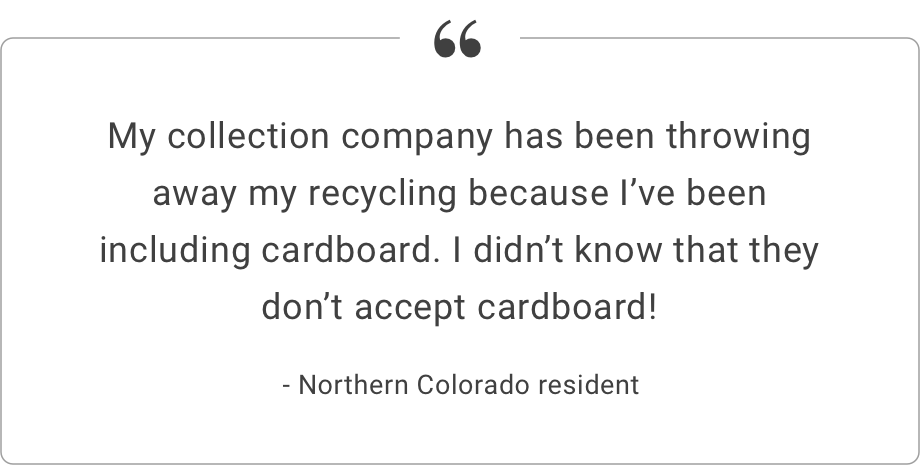 “
My collection company has been throwing
away my recycling because I’ve been
including cardboard. I didn’t know that they
don’t accept cardboard!
- Northern Colorado resident